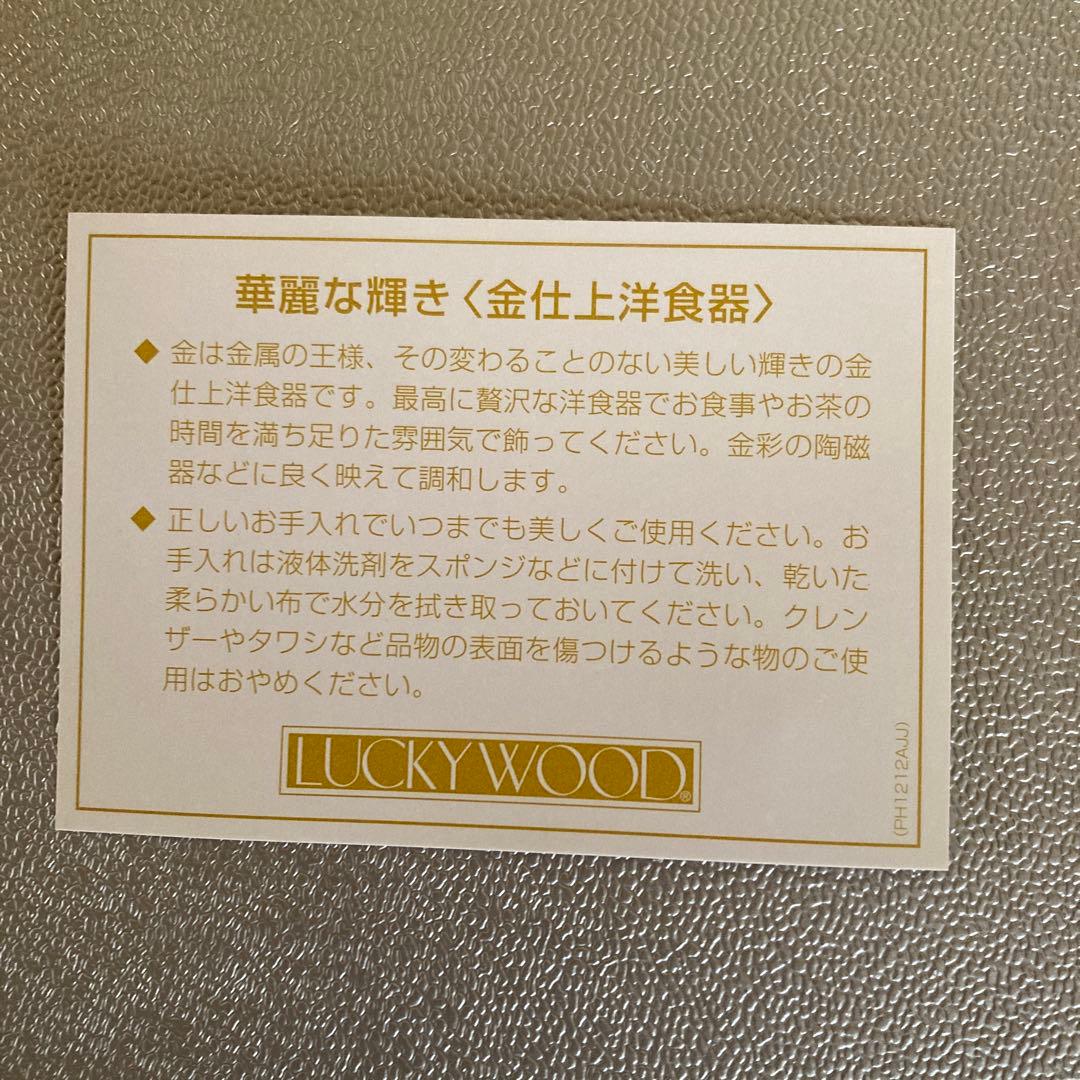 華麗な輝き〈金仕上洋食器〉
◆ 金は金属の王様、その変わることのない美しい輝きの金
仕上洋食器です。最高に贅沢な洋食器でお食事やお茶の
時間を満ち足りた雰囲気で飾ってください。金彩の陶磁
器などに良く映えて調和します。
◆ 正しいお手入れでいつまでも美しくご使用ください。お
手入れは液体洗剤をスポンジなどに付けて洗い、乾いた
柔らかい布で水分を拭き取っておいてください。クレン
ザーやタワシなど品物の表面を傷つけるような物のご使
用はおやめください。
LUCKYWOOD®
(PH1212AJJ)